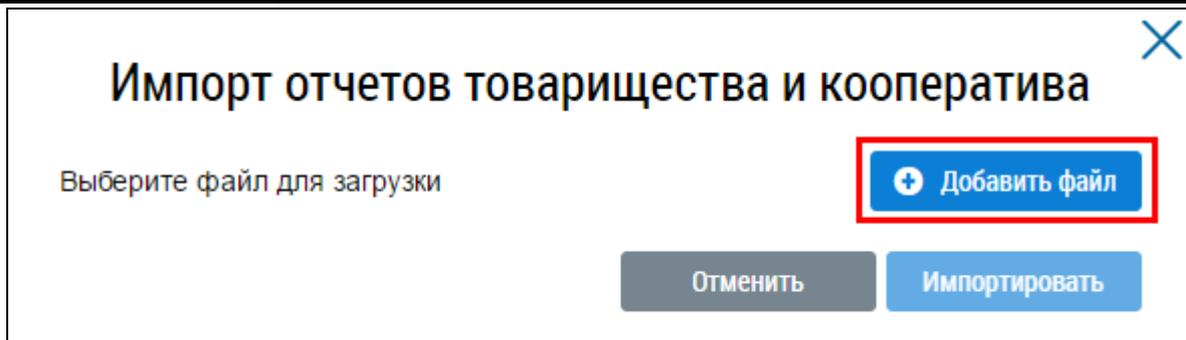 Импорт отчетов товарищества и кооператива
Выберите файл для загрузки
Добавить файл
Отменить
Импортировать